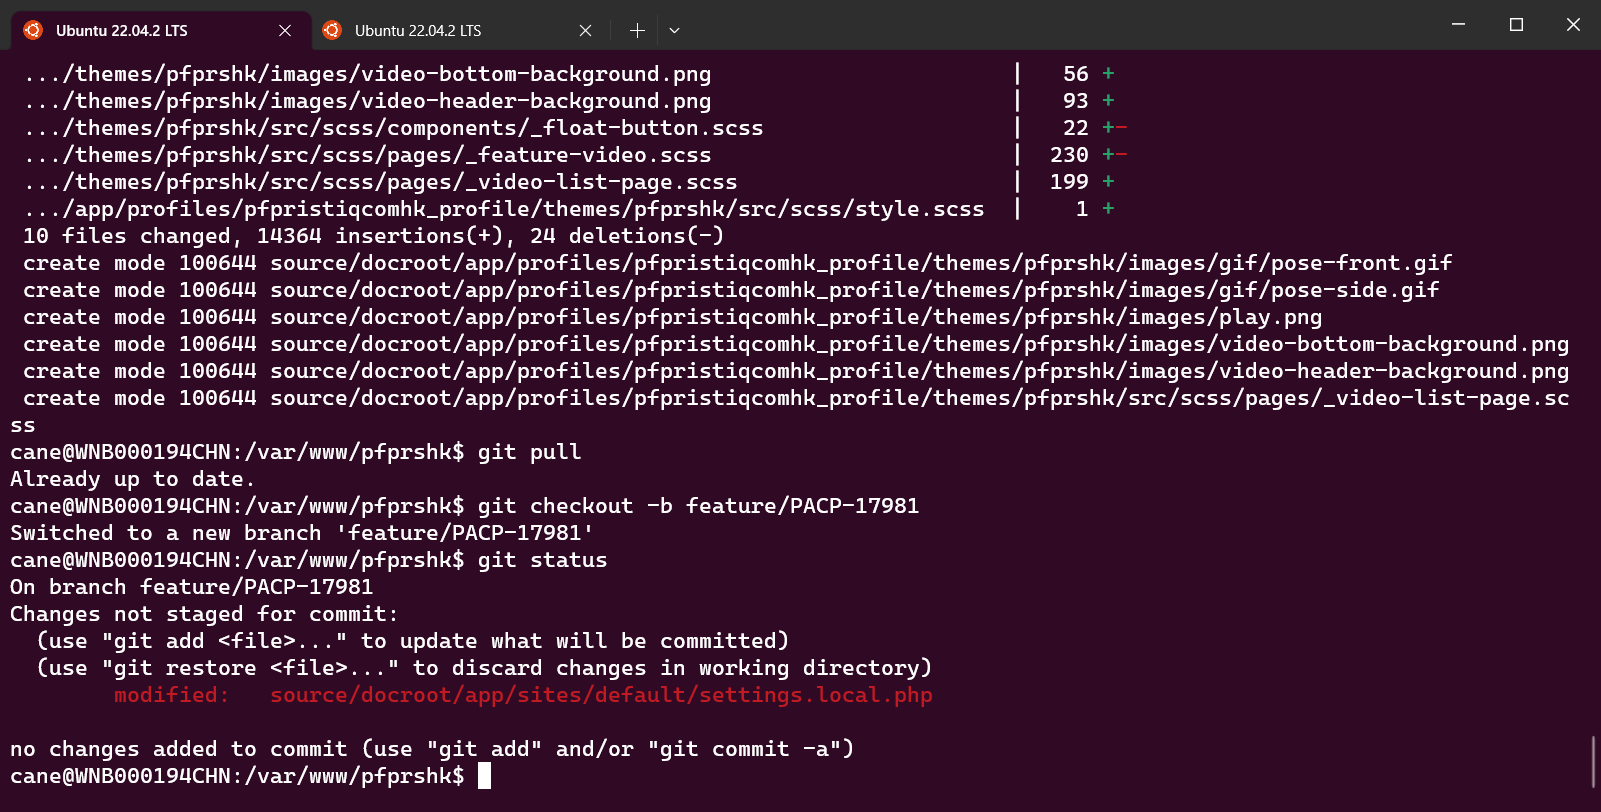 Ubuntu 22.04.2 LTS
Ubuntu 22.04.2 LTS
.../themes/pfprshk/images/video-bottom-background.png | 56 +
.../themes/pfprshk/images/video-header-background.png | 93 +
.../themes/pfprshk/src/scss/components/_float-button.scss | 22 +-
.../themes/pfprshk/src/scss/pages/_feature-video.scss | 230 +-
.../themes/pfprshk/src/scss/pages/_video-list-page.scss | 199 +
.../app/profiles/pfpristiqcomhk_profile/themes/pfprshk/src/scss/style.scss | 1 +
10 files changed, 14364 insertions(+), 24 deletions(-)
create mode 100644 source/docroot/app/profiles/pfpristiqcomhk_profile/themes/pfprshk/images/gif/pose-front.gif
create mode 100644 source/docroot/app/profiles/pfpristiqcomhk_profile/themes/pfprshk/images/gif/pose-side.gif
create mode 100644 source/docroot/app/profiles/pfpristiqcomhk_profile/themes/pfprshk/images/play.png
create mode 100644 source/docroot/app/profiles/pfpristiqcomhk_profile/themes/pfprshk/images/video-bottom-background.png
create mode 100644 source/docroot/app/profiles/pfpristiqcomhk_profile/themes/pfprshk/images/video-header-background.png
create mode 100644 source/docroot/app/profiles/pfpristiqcomhk_profile/themes/pfprshk/src/scss/pages/_video-list-page.sc
ss
cane@WNB000194CHN:/var/www/pfprshk$ git pull
Already up to date.
cane@WNB000194CHN:/var/www/pfprshk$ git checkout -b feature/PACP-17981
Switched to a new branch 'feature/PACP-17981'
cane@WNB000194CHN:/var/www/pfprshk$ git status
On branch feature/PACP-17981
Changes not staged for commit:
(use "git add <file>..." to update what will be committed)
(use "git restore <file>..." to discard changes in working directory)
modified: source/docroot/app/sites/default/settings.local.php
no changes added to commit (use "git add" and/or "git commit -a")
cane@WNB000194CHN:/var/www/pfprshk$